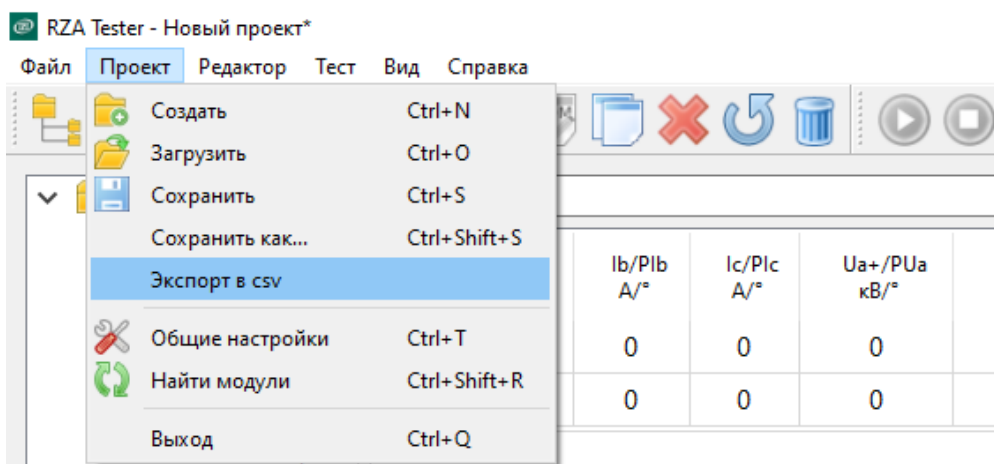 RZA Tester - Новый проект*
Файл Проект Редактор Тест Вид Справка
Создать Ctrl+N
Загрузить Ctrl+O
Сохранить Ctrl+S
Сохранить как... Ctrl+Shift+S
Экспорт в csv
Общие настройки Ctrl+T
Найти модули Ctrl+Shift+R
Выход Ctrl+Q
Ib/PIb Ic/PIc Ua+/PUa
А/° А/° кВ/°
0 0 0
0 0 0